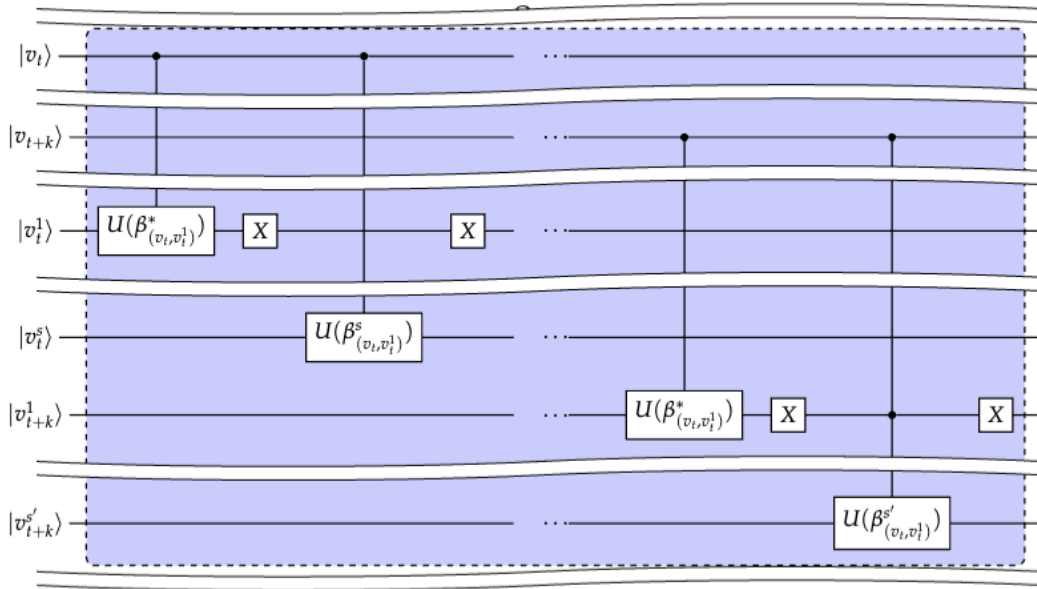 |v_t⟩ ⋯
|v_{t+k}⟩ ⋯
|v_t^1⟩ U(β^*_{(v_t,v_t^1)}) X X ⋯
|v_t^s⟩ U(β^s_{(v_t,v_t^1)}) ⋯
|v_{t+k}^1⟩ ⋯ U(β^*_{(v_t,v_t^1)}) X X
|v_{t+k}^{s'}⟩ ⋯ U(β^{s'}_{(v_t,v_t^1)})